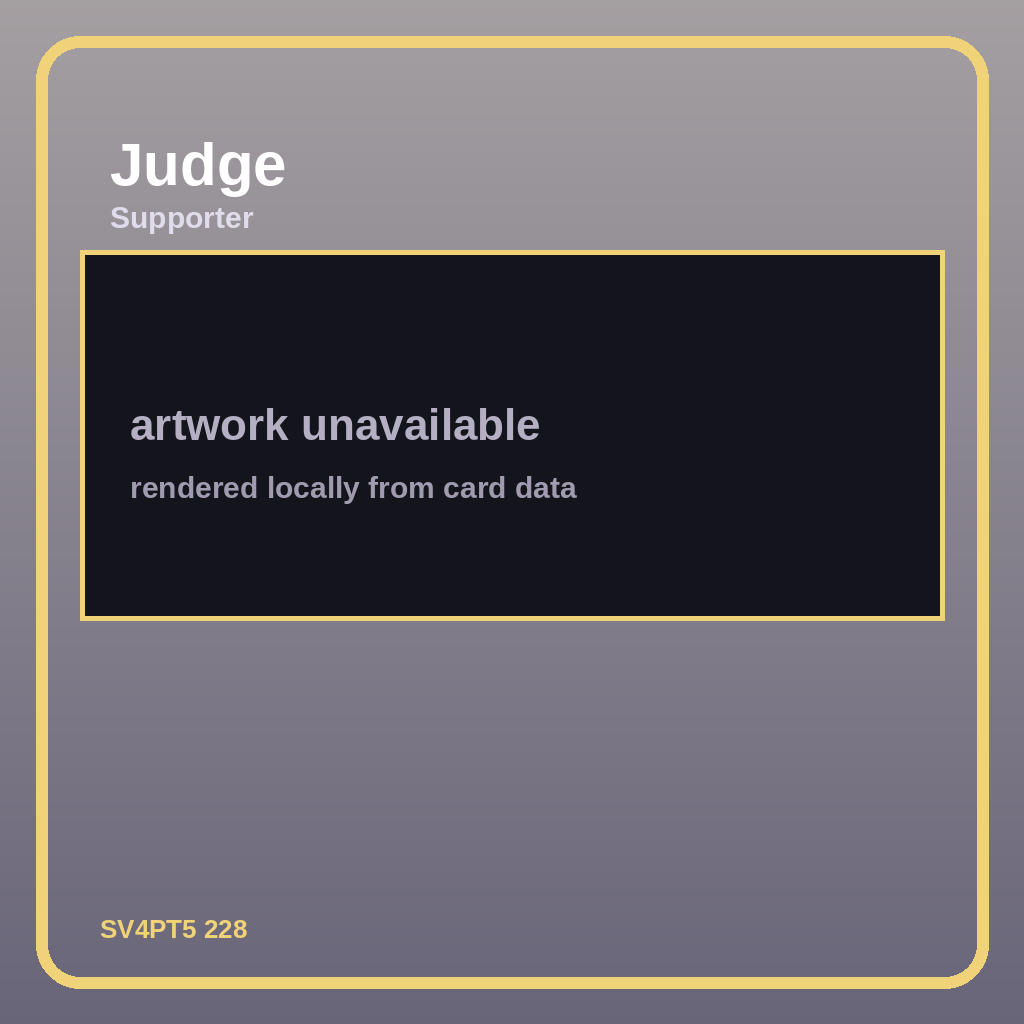 Judge
Supporter
artwork unavailable
rendered locally from card data
SV4PT5 228